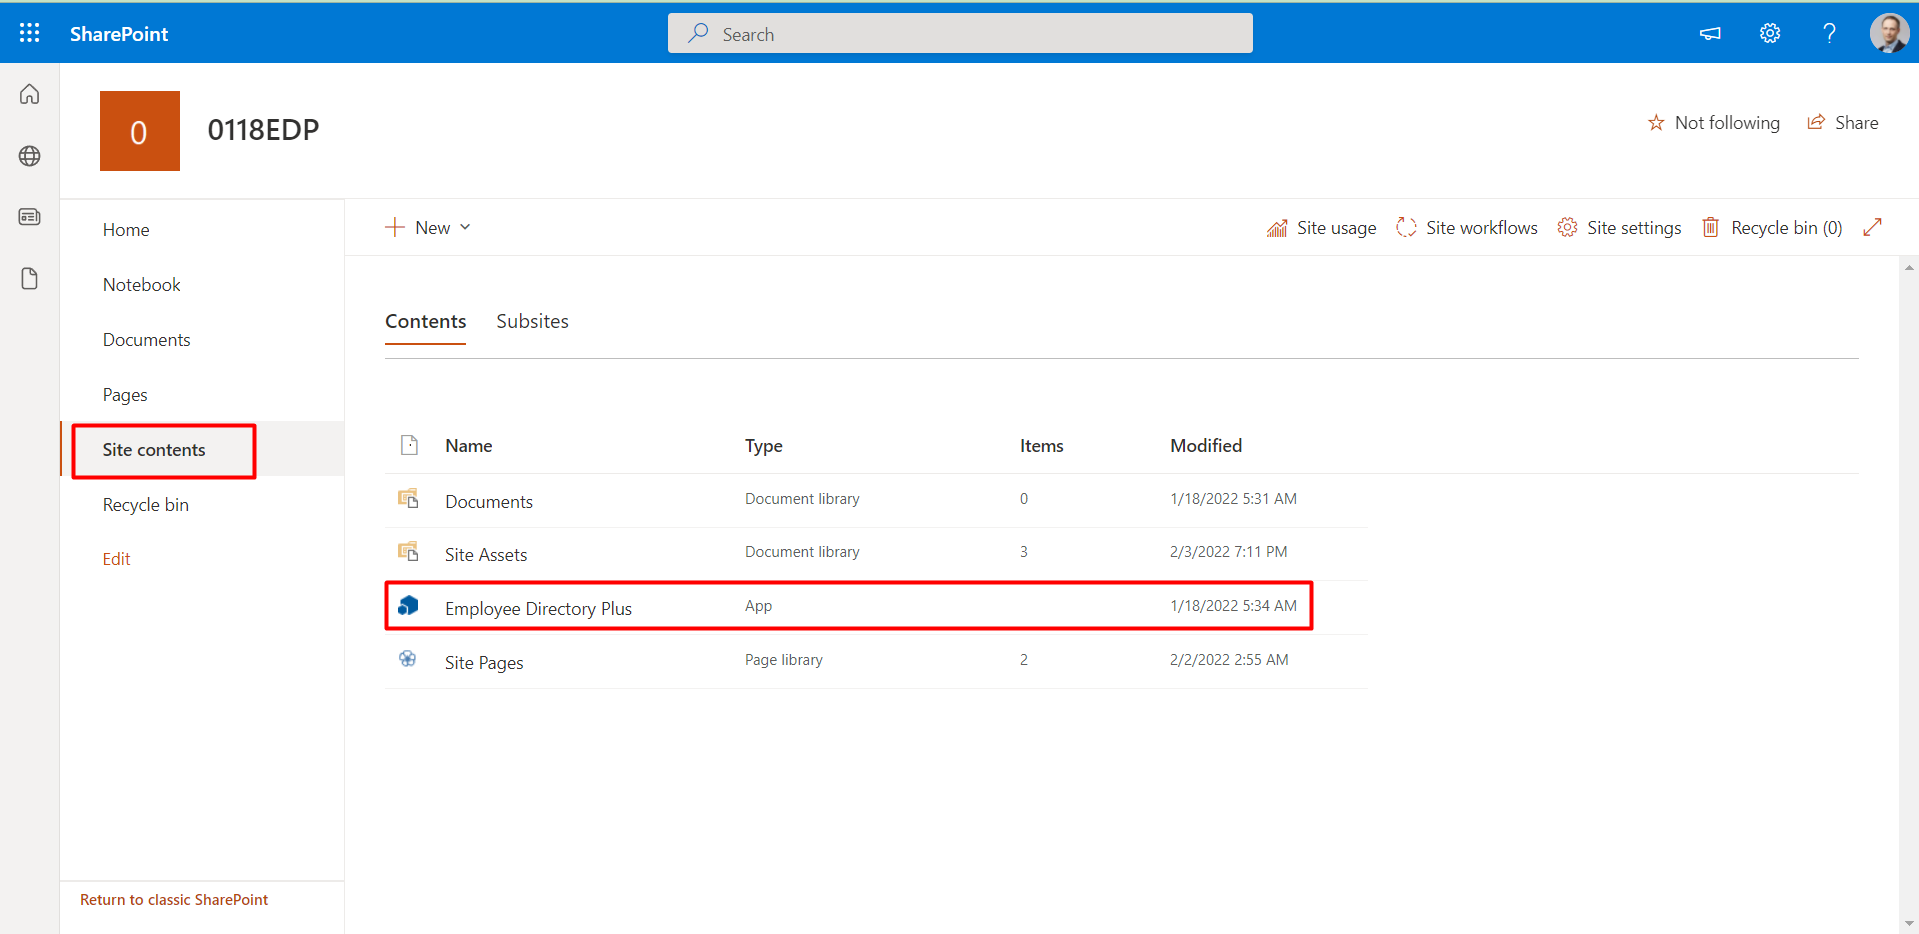 SharePoint
Search
0
0118EDP
Not following
Share
Home
Notebook
Documents
Pages
Site contents
Recycle bin
Edit
Return to classic SharePoint
New
Site usage
Site workflows
Site settings
Recycle bin (0)
Contents
Subsites
Name Type Items Modified
Documents Document library 0 1/18/2022 5:31 AM
Site Assets Document library 3 2/3/2022 7:11 PM
Employee Directory Plus App 1/18/2022 5:34 AM
Site Pages Page library 2 2/2/2022 2:55 AM